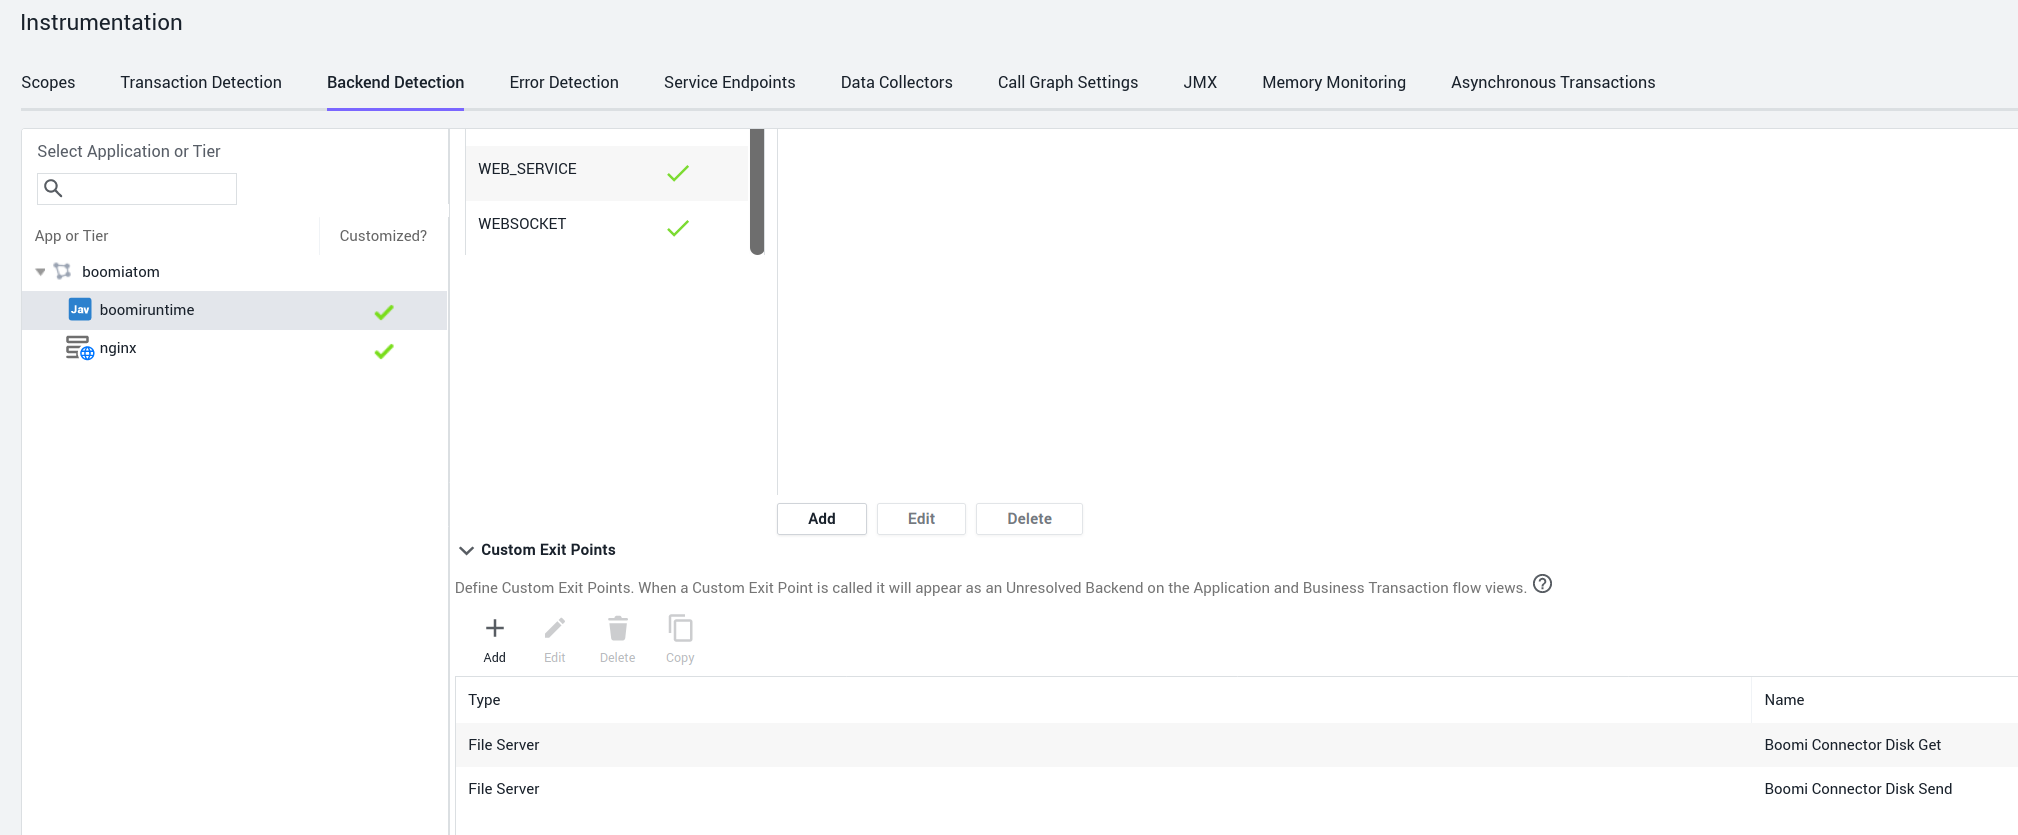 Instrumentation
Scopes Transaction Detection Backend Detection Error Detection Service Endpoints Data Collectors Call Graph Settings JMX Memory Monitoring Asynchronous Transactions
Select Application or Tier
App or Tier Customized?
boomiatom
Jav boomiruntime
nginx
WEB_SERVICE
WEBSOCKET
Add Edit Delete
Custom Exit Points
Define Custom Exit Points. When a Custom Exit Point is called it will appear as an Unresolved Backend on the Application and Business Transaction flow views. ?
Add Edit Delete Copy
Type Name
File Server Boomi Connector Disk Get
File Server Boomi Connector Disk Send